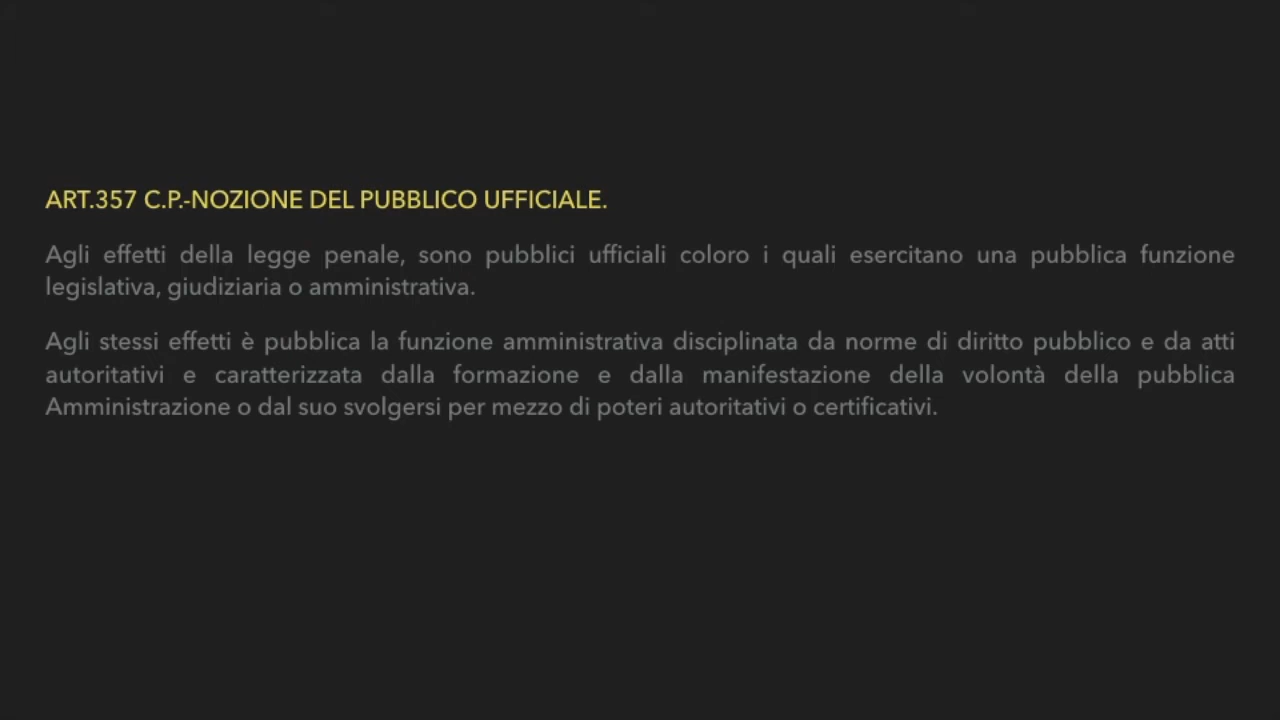 ART.357 C.P.-NOZIONE DEL PUBBLICO UFFICIALE.
Agli effetti della legge penale, sono pubblici ufficiali coloro i quali esercitano una pubblica funzione
legislativa, giudiziaria o amministrativa.
Agli stessi effetti è pubblica la funzione amministrativa disciplinata da norme di diritto pubblico e da atti
autoritativi e caratterizzata dalla formazione e dalla manifestazione della volontà della pubblica
Amministrazione o dal suo svolgersi per mezzo di poteri autoritativi o certificativi.